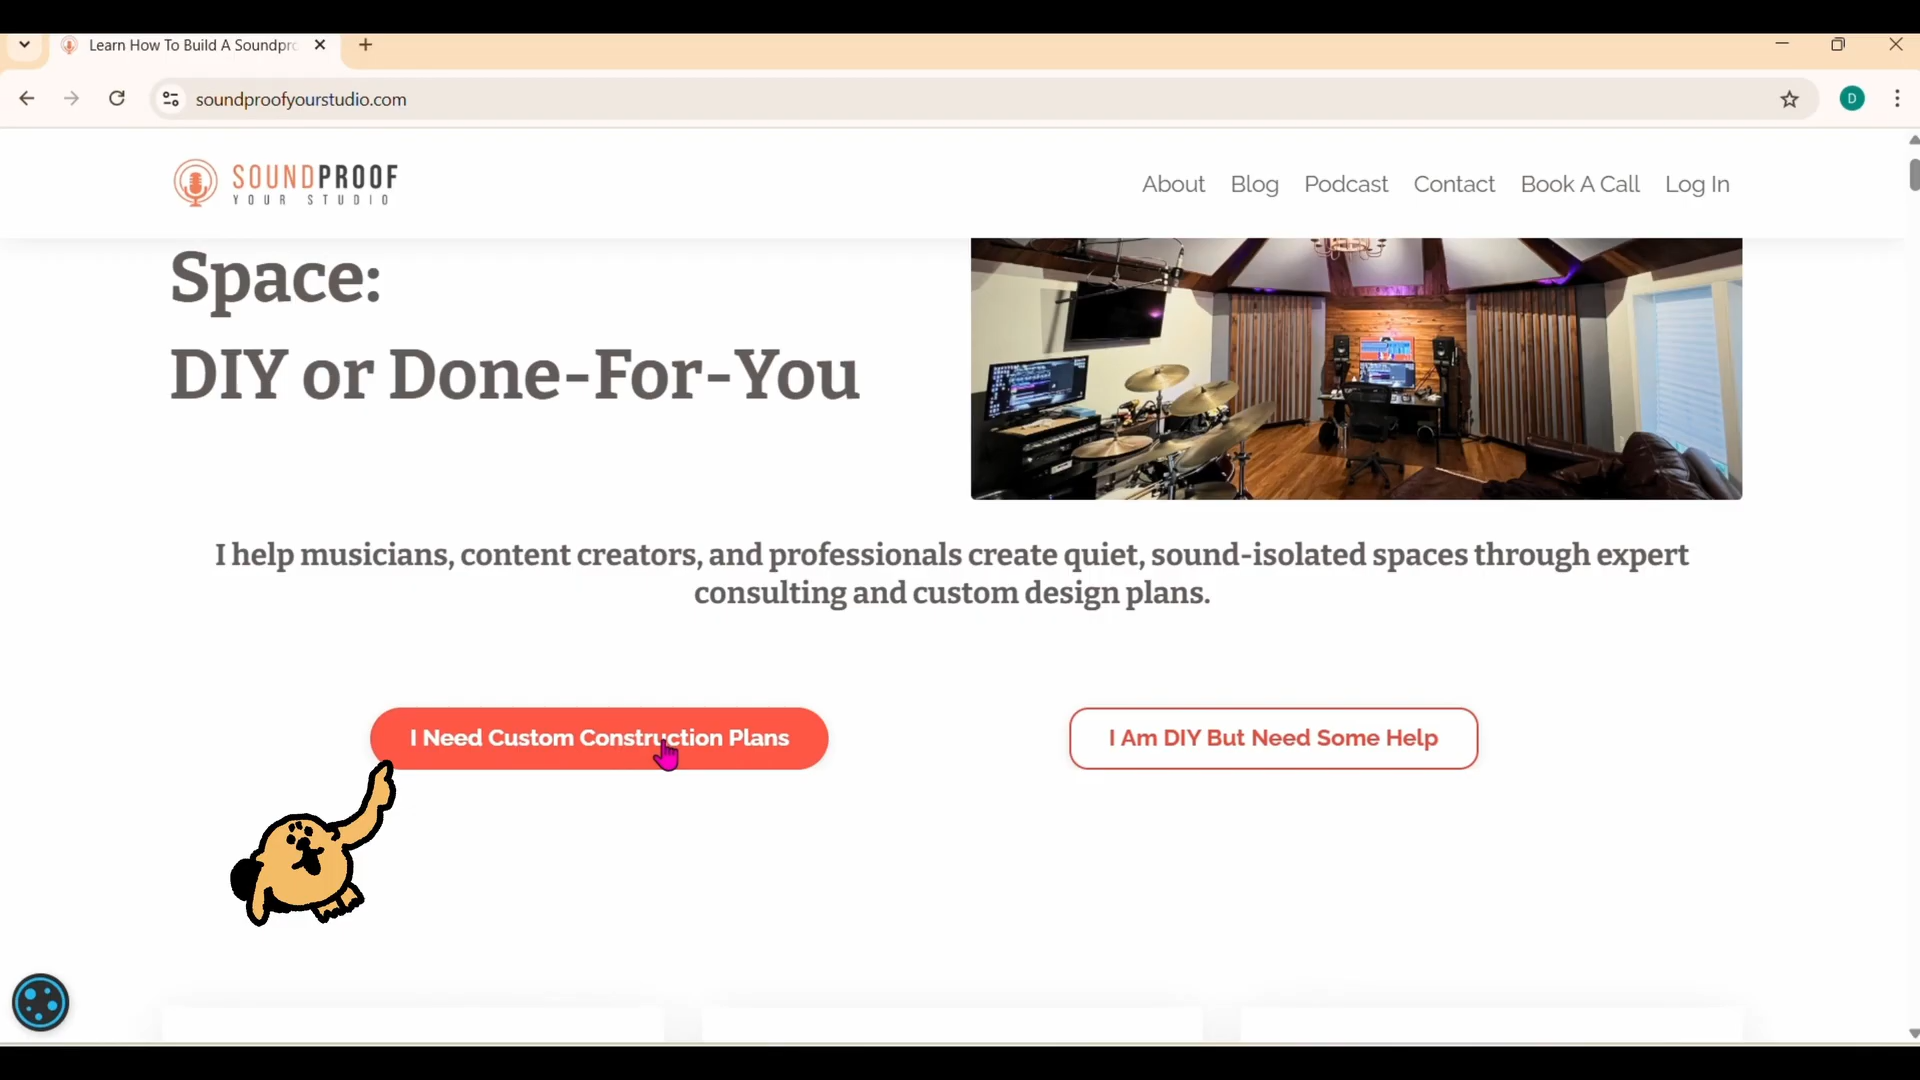 Learn How To Build A Soundpro
soundproofyourstudio.com
D
SOUNDPROOF
YOUR STUDIO
About
Blog
Podcast
Contact
Book A Call
Log In
Space:
DIY or Done-For-You
I help musicians, content creators, and professionals create quiet, sound-isolated spaces through expert
consulting and custom design plans.
I Need Custom Construction Plans
I Am DIY But Need Some Help